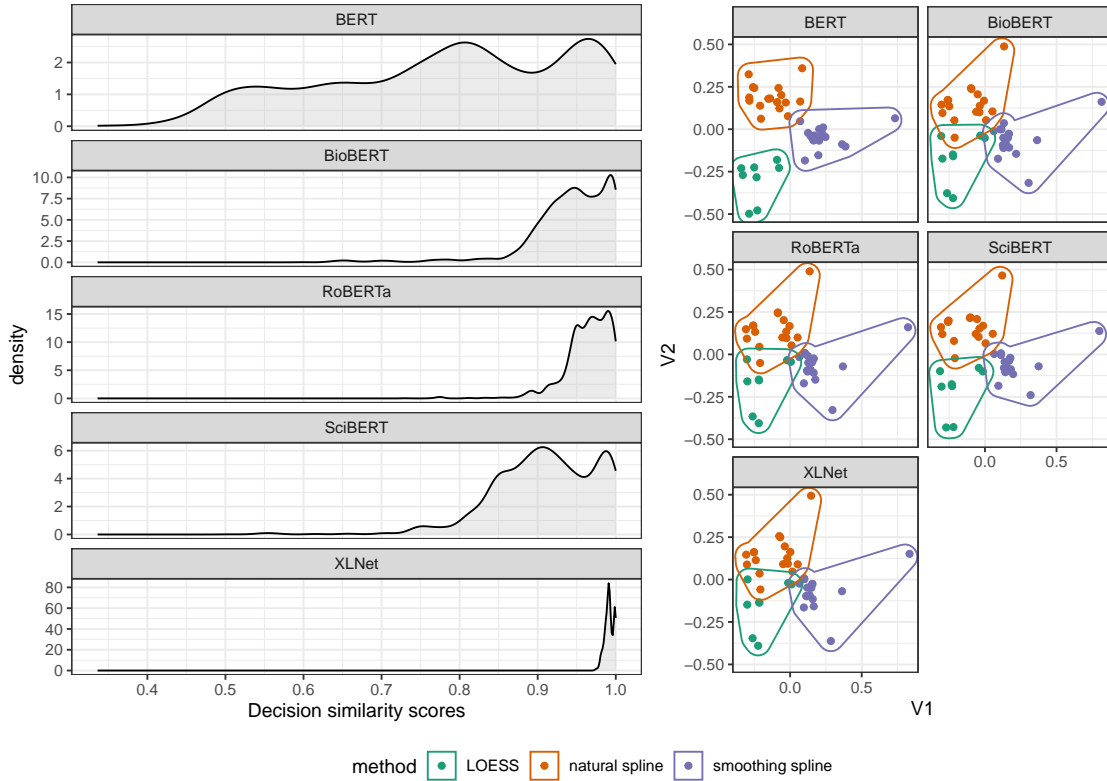 BERT
2
1
0
BioBERT
10.0
7.5
5.0
2.5
0.0
RoBERTa
15
10
5
0
SciBERT
6
4
2
0
XLNet
80
60
40
20
0
0.4 0.5 0.6 0.7 0.8 0.9 1.0
Decision similarity scores
density
BERT BioBERT
0.50
0.25
0.00
−0.25
−0.50
RoBERTa SciBERT
0.50
0.25
0.00
−0.25
−0.50
0.0 0.5
XLNet
0.50
0.25
0.00
−0.25
−0.50
0.0 0.5
V1
V2
method LOESS natural spline smoothing spline